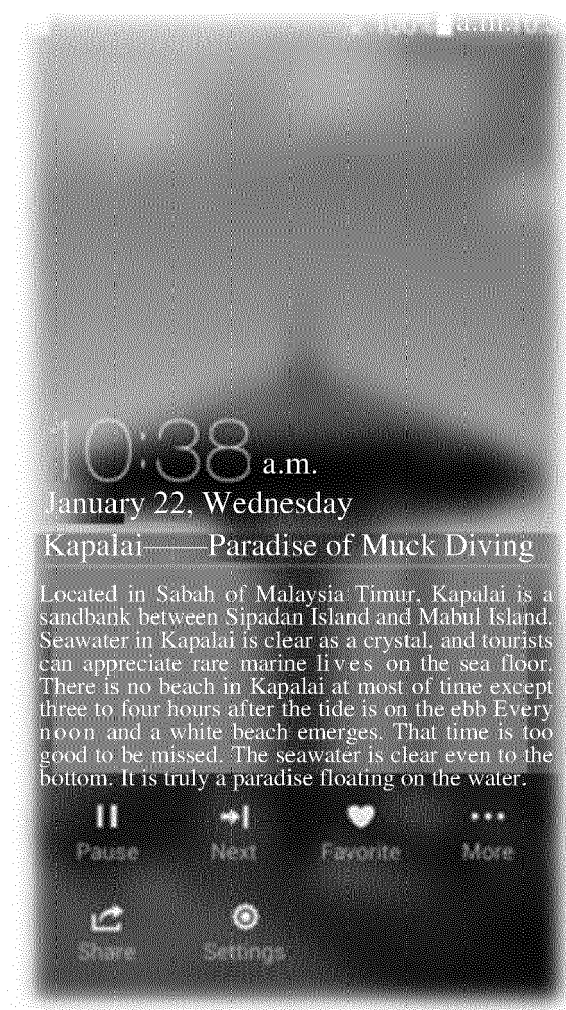 10:38 a.m.
January 22, Wednesday
Kapalai——Paradise of Muck Diving
Located in Sabah of Malaysia Timur, Kapalai is a
sandbank between Sipadan Island and Mabul Island.
Seawater in Kapalai is clear as a crystal, and tourists
can appreciate rare marine lives on the sea floor.
There is no beach in Kapalai at most of time except
three to four hours after the tide is on the ebb Every
noon and a white beach emerges. That time is too
good to be missed. The seawater is clear even to the
bottom. It is truly a paradise floating on the water.
Pause Next Favorite More
Share Settings